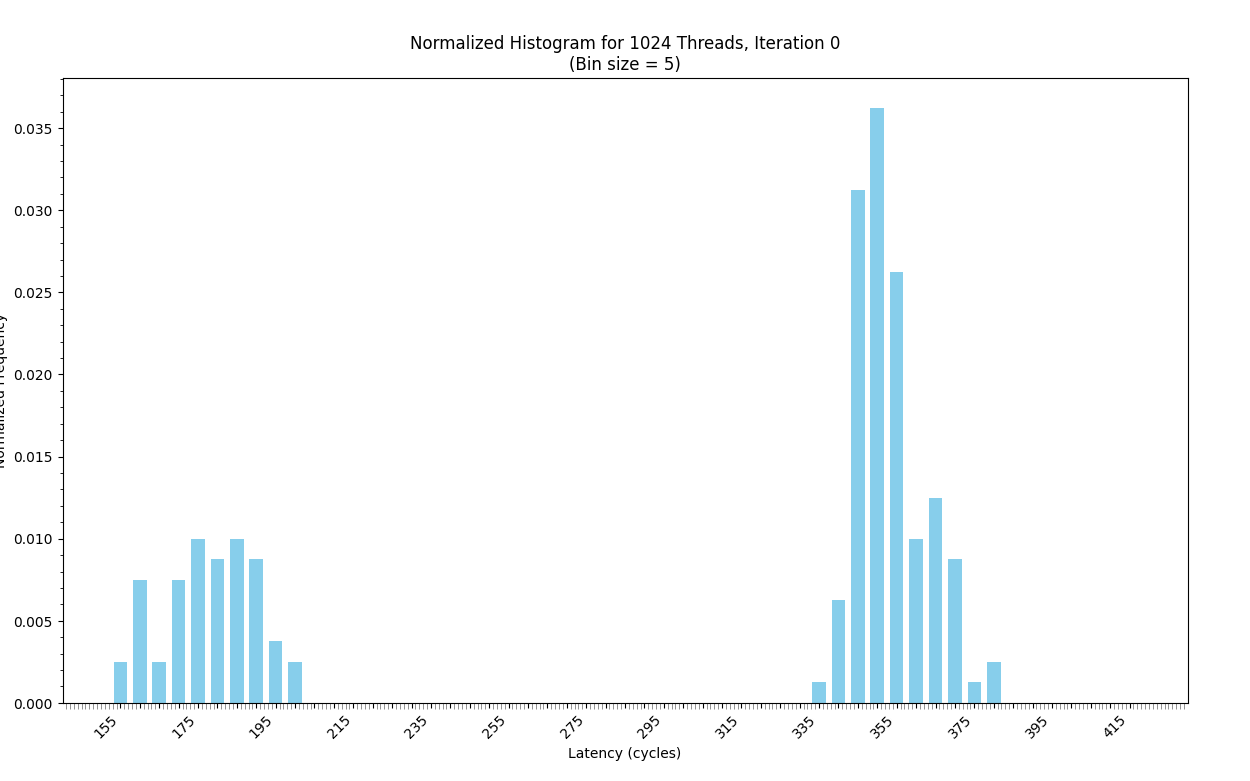 Normalized Histogram for 1024 Threads, Iteration 0
(Bin size = 5)
0.035
0.030
0.025
0.020
0.015
0.010
0.005
0.000
Normalized Frequency
155 175 195 215 235 255 275 295 315 335 355 375 395 415
Latency (cycles)